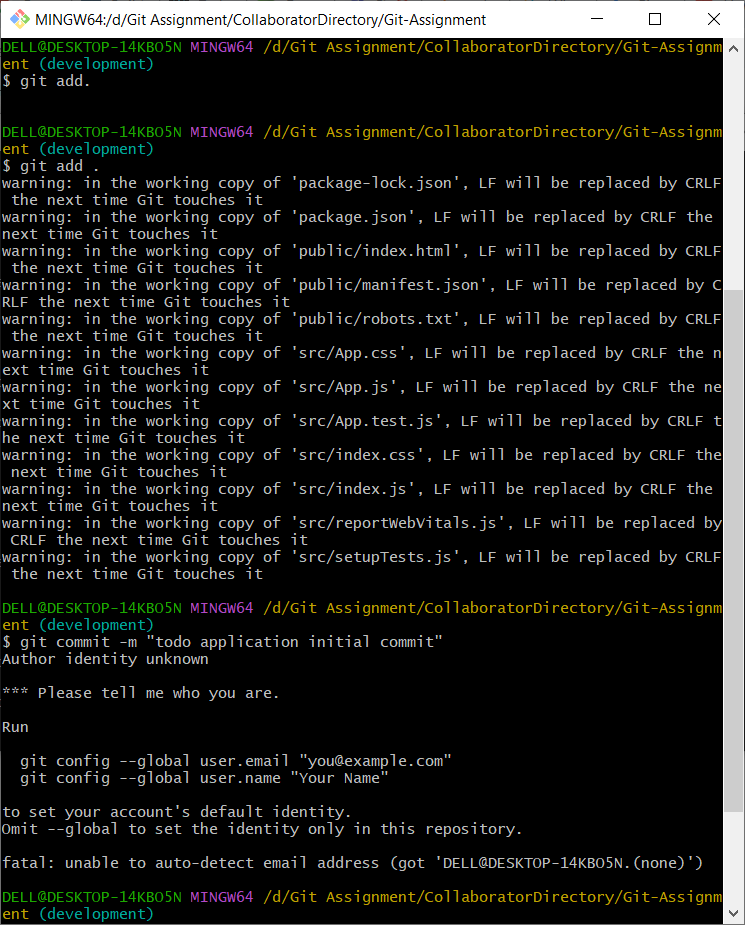 MINGW64:/d/Git Assignment/CollaboratorDirectory/Git-Assignment
DELL@DESKTOP-14KBO5N MINGW64 /d/Git Assignment/CollaboratorDirectory/Git-Assignm
ent (development)
$ git add.
DELL@DESKTOP-14KBO5N MINGW64 /d/Git Assignment/CollaboratorDirectory/Git-Assignm
ent (development)
$ git add .
warning: in the working copy of 'package-lock.json', LF will be replaced by CRLF
 the next time Git touches it
warning: in the working copy of 'package.json', LF will be replaced by CRLF the
next time Git touches it
warning: in the working copy of 'public/index.html', LF will be replaced by CRLF
 the next time Git touches it
warning: in the working copy of 'public/manifest.json', LF will be replaced by C
RLF the next time Git touches it
warning: in the working copy of 'public/robots.txt', LF will be replaced by CRLF
 the next time Git touches it
warning: in the working copy of 'src/App.css', LF will be replaced by CRLF the n
ext time Git touches it
warning: in the working copy of 'src/App.js', LF will be replaced by CRLF the ne
xt time Git touches it
warning: in the working copy of 'src/App.test.js', LF will be replaced by CRLF t
he next time Git touches it
warning: in the working copy of 'src/index.css', LF will be replaced by CRLF the
 next time Git touches it
warning: in the working copy of 'src/index.js', LF will be replaced by CRLF the
next time Git touches it
warning: in the working copy of 'src/reportWebVitals.js', LF will be replaced by
 CRLF the next time Git touches it
warning: in the working copy of 'src/setupTests.js', LF will be replaced by CRLF
 the next time Git touches it
DELL@DESKTOP-14KBO5N MINGW64 /d/Git Assignment/CollaboratorDirectory/Git-Assignm
ent (development)
$ git commit -m "todo application initial commit"
Author identity unknown
*** Please tell me who you are.
Run
  git config --global user.email "you@example.com"
  git config --global user.name "Your Name"
to set your account's default identity.
Omit --global to set the identity only in this repository.
fatal: unable to auto-detect email address (got 'DELL@DESKTOP-14KBO5N.(none)')
DELL@DESKTOP-14KBO5N MINGW64 /d/Git Assignment/CollaboratorDirectory/Git-Assignm
ent (development)